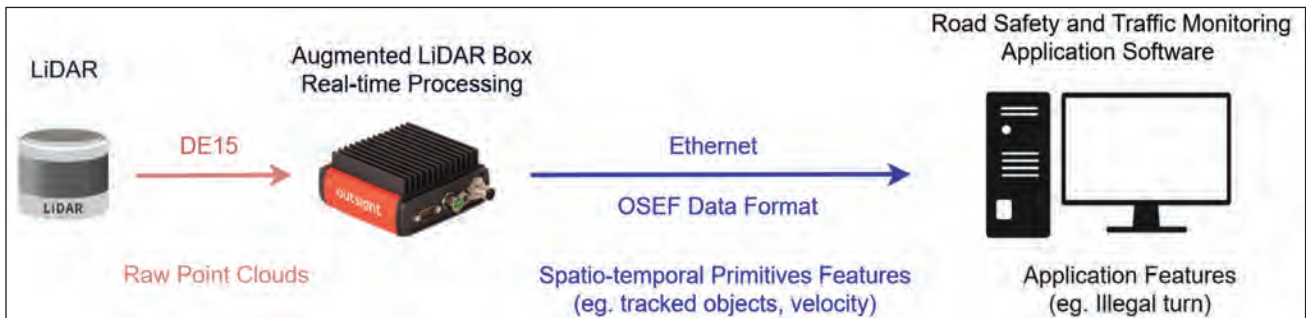 LiDAR
LiDAR
DE15
Raw Point Clouds
Augmented LiDAR Box
Real-time Processing
outsight
Ethernet
OSEF Data Format
Spatio-temporal Primitives Features
(eg. tracked objects, velocity)
Road Safety and Traffic Monitoring
Application Software
Application Features
(eg. Illegal turn)